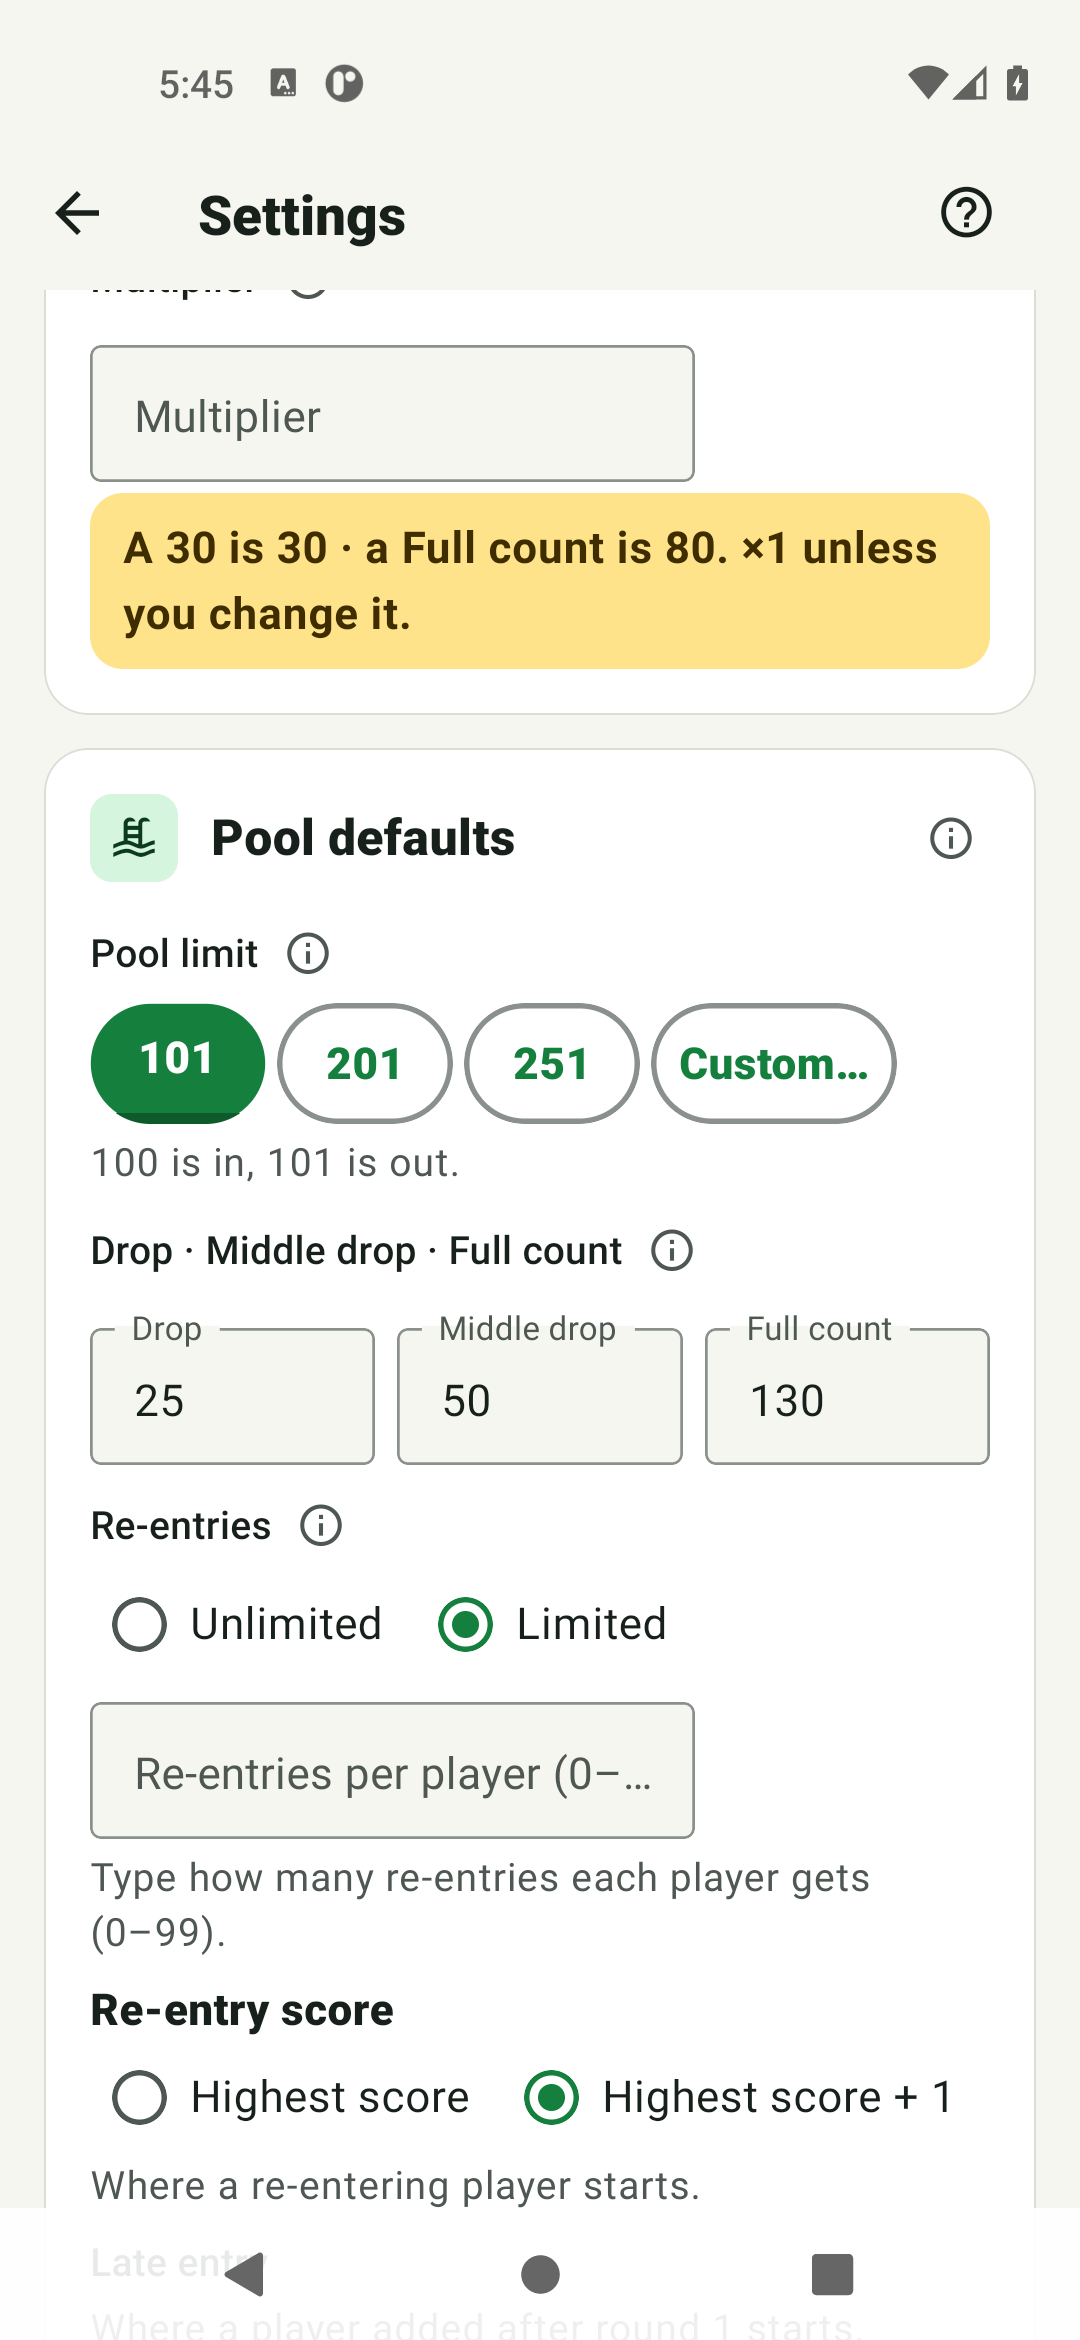 5:45
Settings
Multiplier
Multiplier
A 30 is 30 · a Full count is 80. ×1 unless
you change it.
Pool defaults
Pool limit
101
201
251
Custom…
100 is in, 101 is out.
Drop · Middle drop · Full count
Drop
Middle drop
Full count
25
50
130
Re-entries
Unlimited
Limited
Re-entries per player (0–…
Type how many re-entries each player gets
(0–99).
Re-entry score
Highest score
Highest score + 1
Where a re-entering player starts.
Late entry
Where a player added after round 1 starts.